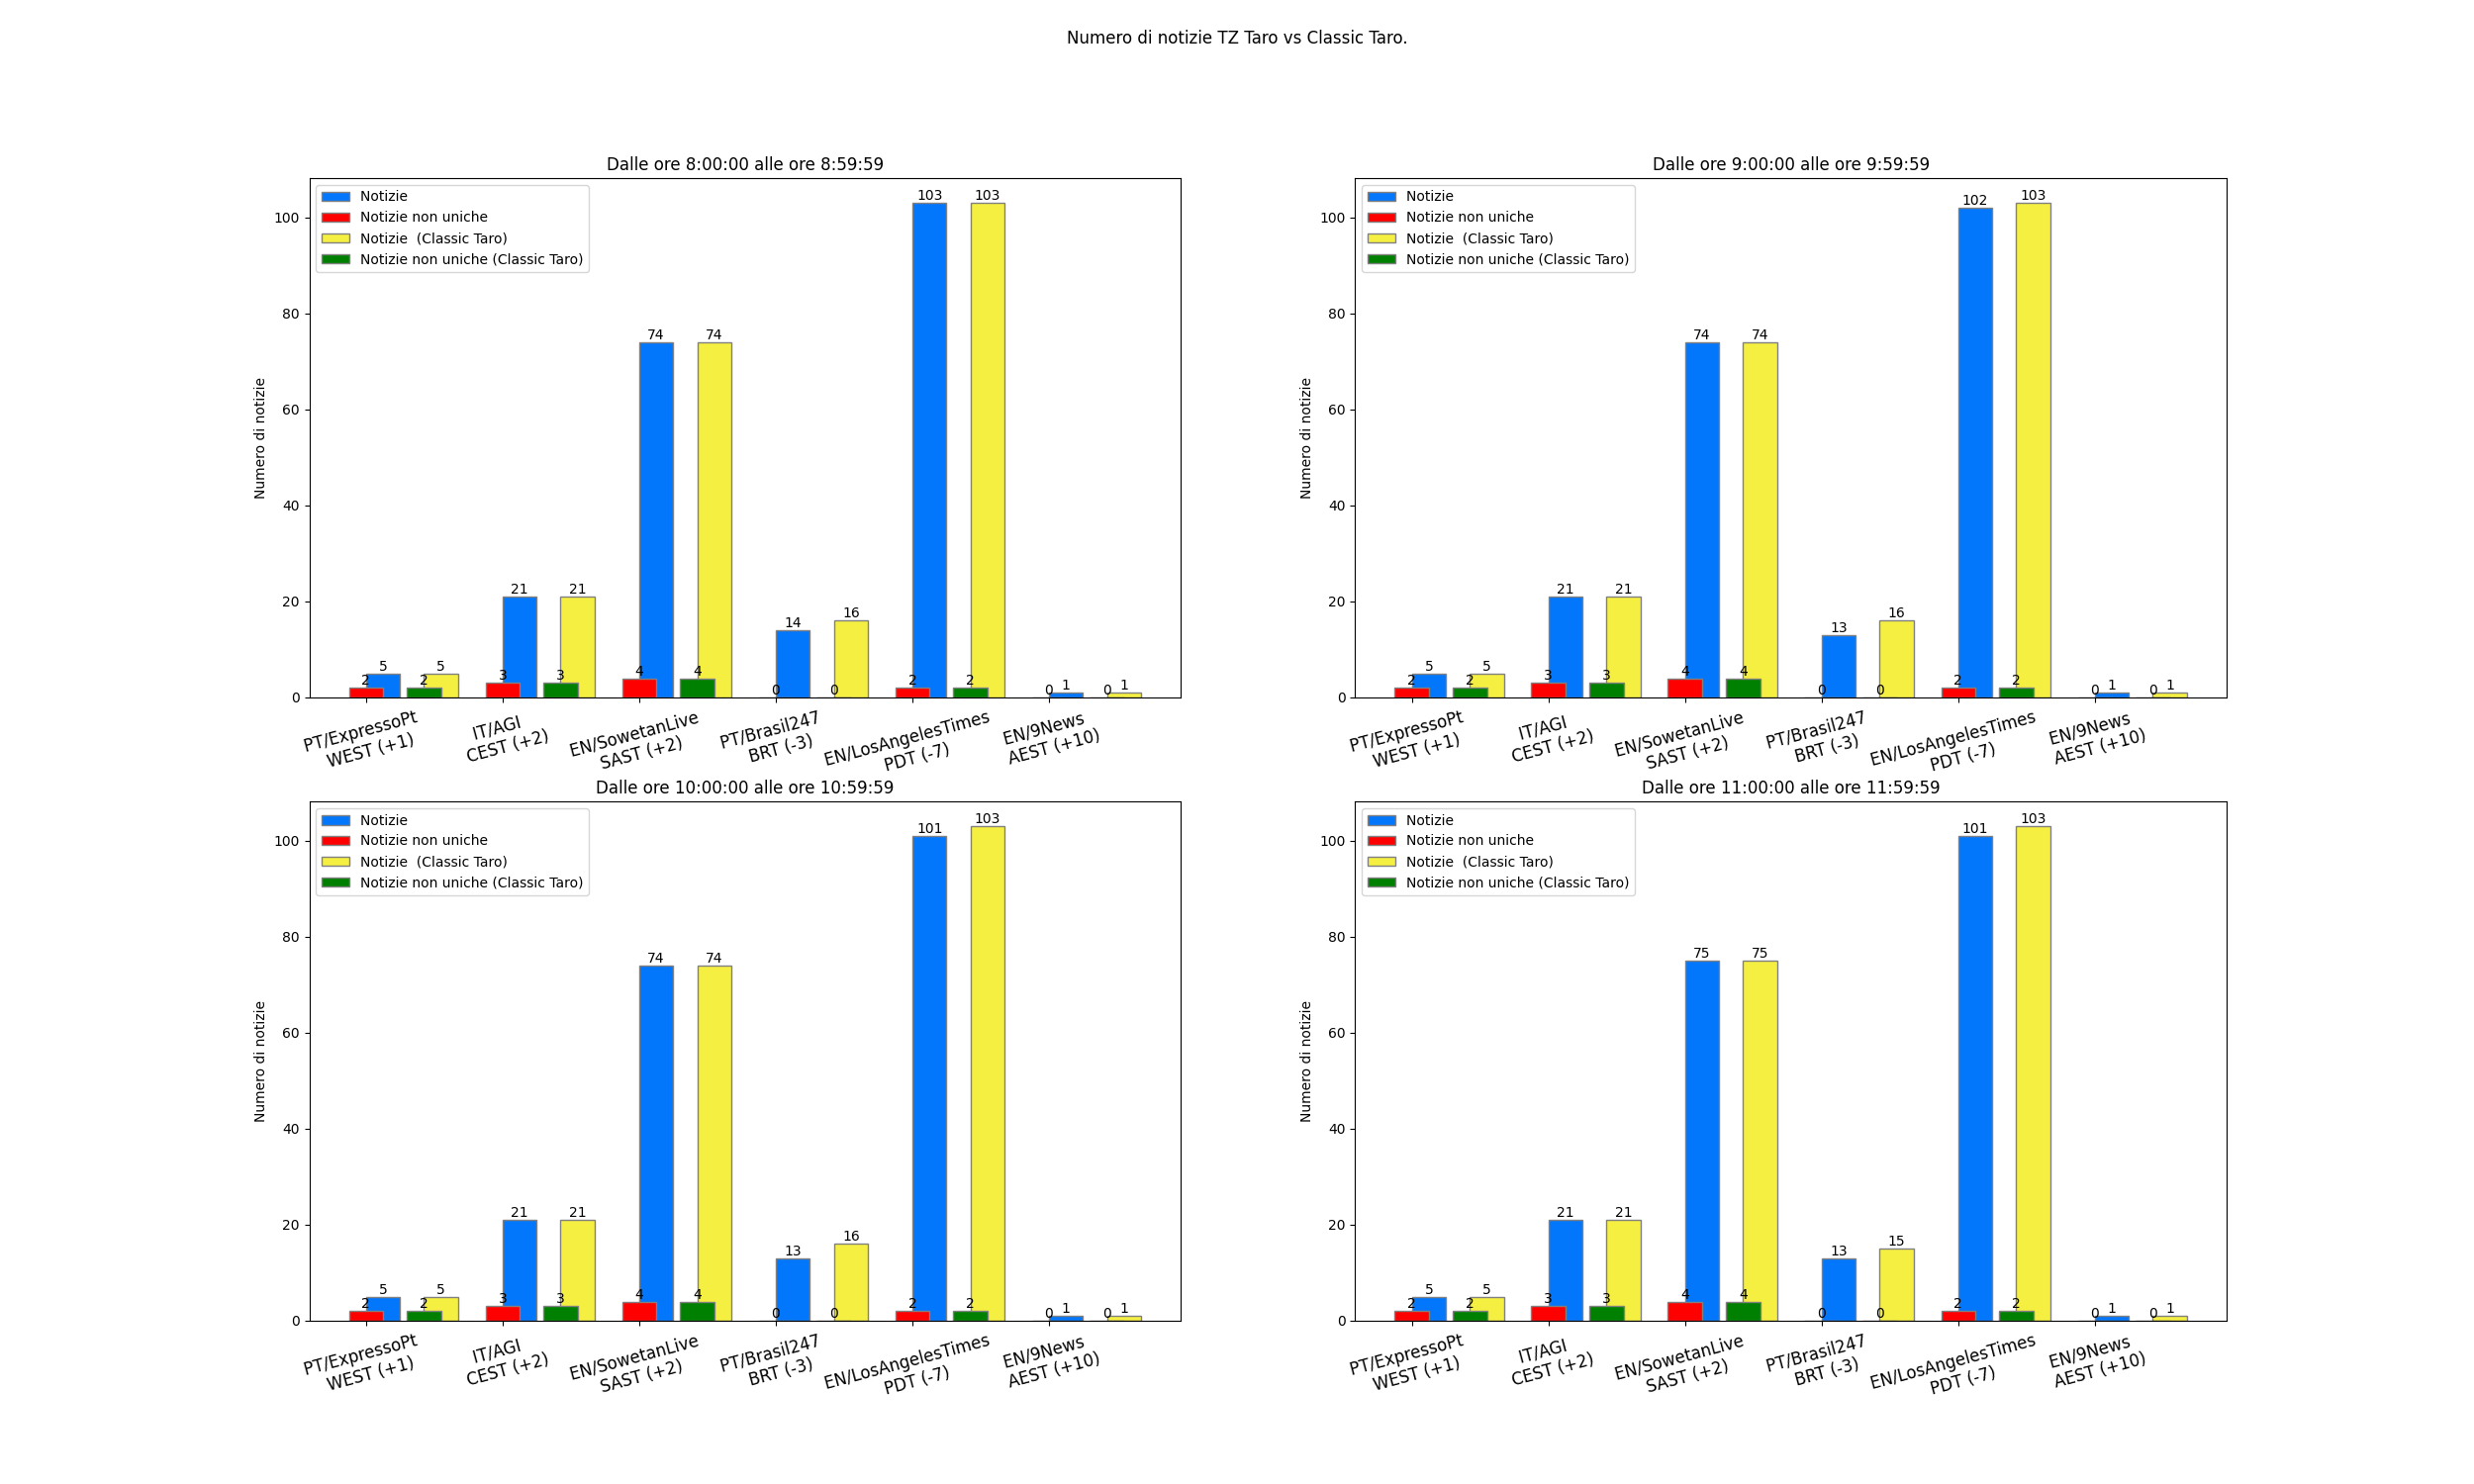 Numero di notizie TZ Taro vs Classic Taro.
Dalle ore 8:00:00 alle ore 8:59:59
Notizie
Notizie non uniche
Notizie  (Classic Taro)
Notizie non uniche (Classic Taro)
Numero di notizie
100
80
60
40
20
0
5
2
5
2
21
3
21
3
74
4
74
4
14
0
16
0
103
2
103
2
1
0
1
0
PT/ExpressoPt
WEST (+1)
IT/AGI
CEST (+2)
EN/SowetanLive
SAST (+2)
PT/Brasil247
BRT (-3)
EN/LosAngelesTimes
PDT (-7)
EN/9News
AEST (+10)
Dalle ore 9:00:00 alle ore 9:59:59
Notizie
Notizie non uniche
Notizie  (Classic Taro)
Notizie non uniche (Classic Taro)
Numero di notizie
100
80
60
40
20
0
5
2
5
2
21
3
21
3
74
4
74
4
13
0
16
0
102
2
103
2
1
0
1
0
PT/ExpressoPt
WEST (+1)
IT/AGI
CEST (+2)
EN/SowetanLive
SAST (+2)
PT/Brasil247
BRT (-3)
EN/LosAngelesTimes
PDT (-7)
EN/9News
AEST (+10)
Dalle ore 10:00:00 alle ore 10:59:59
Notizie
Notizie non uniche
Notizie  (Classic Taro)
Notizie non uniche (Classic Taro)
Numero di notizie
100
80
60
40
20
0
5
2
5
2
21
3
21
3
74
4
74
4
13
0
16
0
101
2
103
2
1
0
1
0
PT/ExpressoPt
WEST (+1)
IT/AGI
CEST (+2)
EN/SowetanLive
SAST (+2)
PT/Brasil247
BRT (-3)
EN/LosAngelesTimes
PDT (-7)
EN/9News
AEST (+10)
Dalle ore 11:00:00 alle ore 11:59:59
Notizie
Notizie non uniche
Notizie  (Classic Taro)
Notizie non uniche (Classic Taro)
Numero di notizie
100
80
60
40
20
0
5
2
5
2
21
3
21
3
75
4
75
4
13
0
15
0
101
2
103
2
1
0
1
0
PT/ExpressoPt
WEST (+1)
IT/AGI
CEST (+2)
EN/SowetanLive
SAST (+2)
PT/Brasil247
BRT (-3)
EN/LosAngelesTimes
PDT (-7)
EN/9News
AEST (+10)